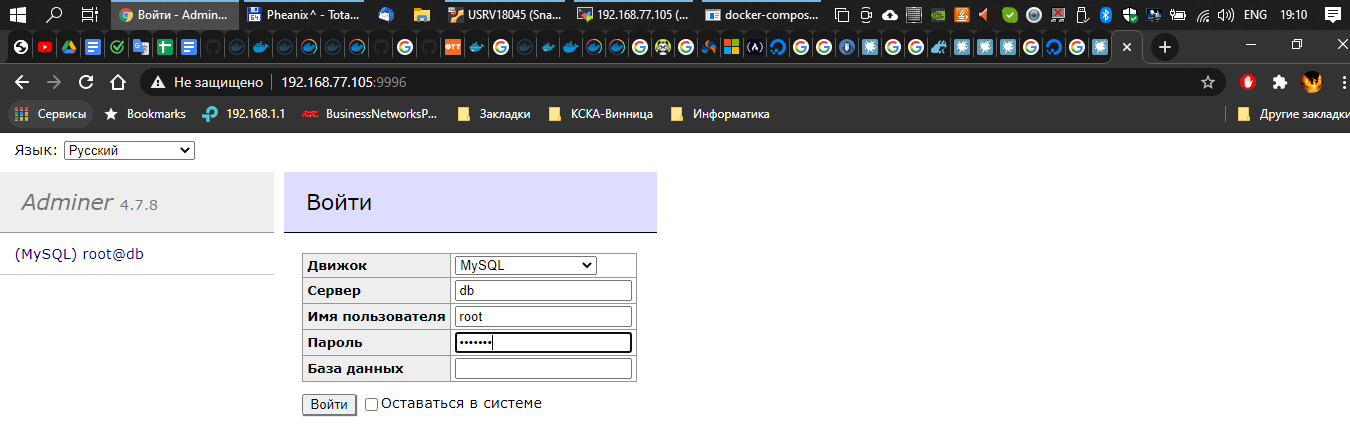 Войти - Adminer...
Pheanix^ - Tota...
USRV18045 (Sna...
192.168.77.105 (...
docker-compos...
ENG 19:10
Не защищено 192.168.77.105:9996
Сервисы Bookmarks 192.168.1.1 BusinessNetworksP... Закладки КСКА-Винница Информатика Другие закладки
Язык: Русский
Adminer 4.7.8
(MySQL) root@db
Войти
Движок MySQL
Сервер db
Имя пользователя root
Пароль •••••••
База данных
Войти Оставаться в системе